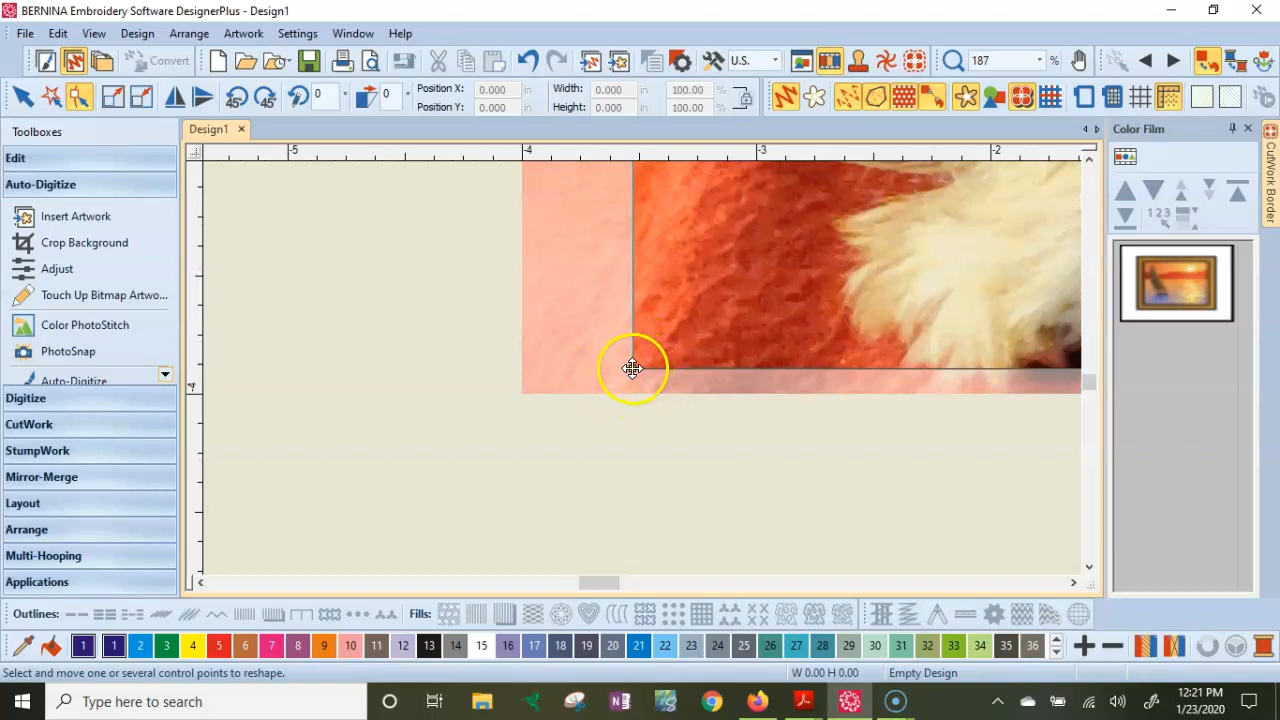 BERNINA Embroidery Software DesignerPlus - Design1
File Edit View Design Arrange Artwork Settings Window Help
Convert U.S. 187 %
45° 45° 0 ° 0 ° Position X: 0.000 in Width: 0.000 in 100.00 %
Position Y: 0.000 in Height: 0.000 in 100.00 %
Toolboxes
Design1
Color Film
CutWork Border
-5 -4 -3 -2
Edit
Auto-Digitize
Insert Artwork
Crop Background
Adjust
Touch Up Bitmap Artwo...
Color PhotoStitch
PhotoSnap
Auto-Digitize
-4
Digitize
CutWork
StumpWork
Mirror-Merge
Layout
Arrange
Multi-Hooping
Applications
1 2 3
Outlines: Fills:
1 1 2 3 4 5 6 7 8 9 10 11 12 13 14 15 16 17 18 19 20 21 22 23 24 25 26 27 28 29 30 31 32 33 34 35 36
Select and move one or several control points to reshape. W 0.00 H 0.00 Empty Design
Type here to search
12:21 PM
1/23/2020